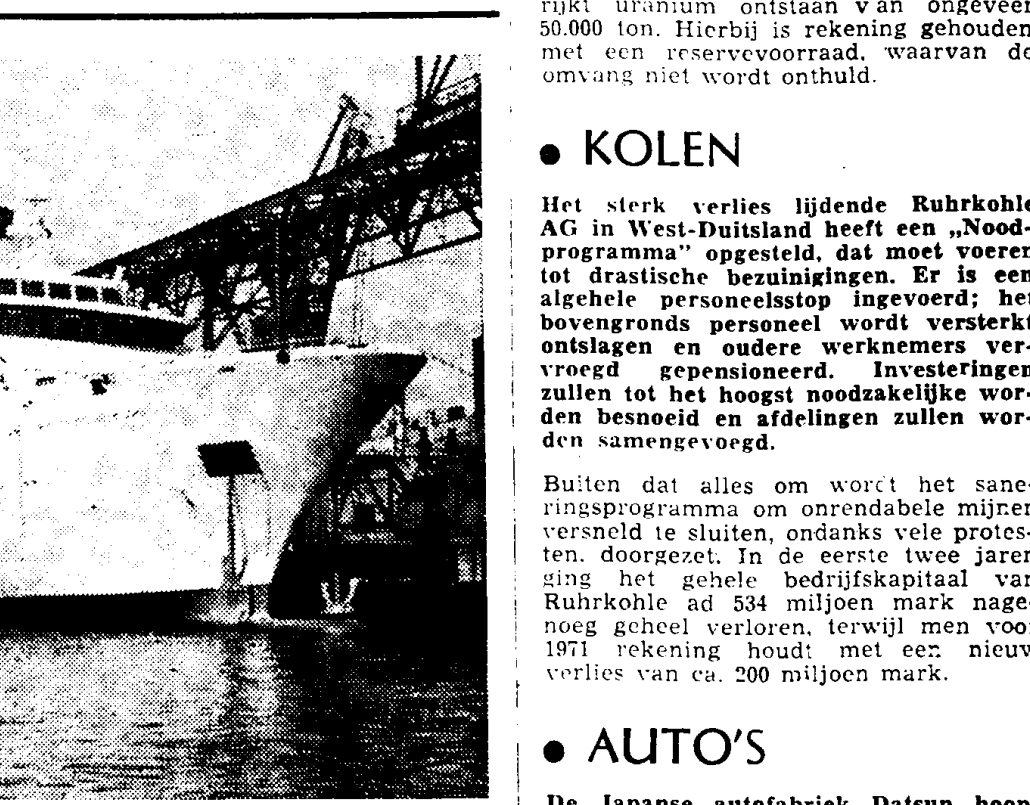 rijkt uranium ontstaan van ongeveer
50.000 ton. Hierbij is rekening gehouden
met een reservevoorraad, waarvan de
omvang niet wordt onthuld.
• KOLEN
Het sterk verlies lijdende Ruhrkohle
AG in West-Duitsland heeft een „Nood-
programma” opgesteld, dat moet voeren
tot drastische bezuinigingen. Er is een
algehele personeelsstop ingevoerd; het
bovengronds personeel wordt versterkt
ontslagen en oudere werknemers ver-
vroegd gepensioneerd. Investeringen
zullen tot het hoogst noodzakelijke wor-
den besnoeid en afdelingen zullen wor-
den samengevoegd.
Buiten dat alles om wordt het sane-
ringsprogramma om onrendabele mijnen
versneld te sluiten, ondanks vele protes-
ten, doorgezet. In de eerste twee jaren
ging het gehele bedrijfskapitaal van
Ruhrkohle ad 534 miljoen mark nage-
noeg geheel verloren, terwijl men voor
1971 rekening houdt met een nieuw
verlies van ca. 200 miljoen mark.
• AUTO'S
De Japanse autofabriek Datsun hoop